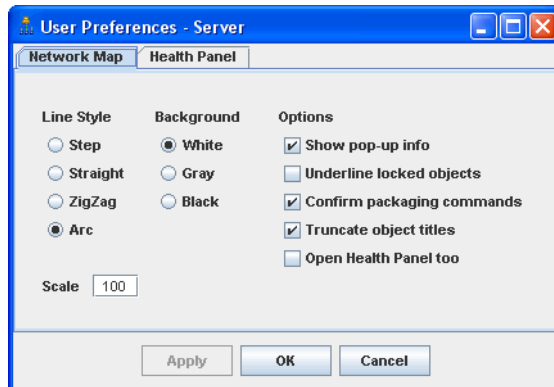 User Preferences - Server
Network Map Health Panel
Line Style Background Options
Step White Show pop-up info
Straight Gray Underline locked objects
ZigZag Black Confirm packaging commands
Arc Truncate object titles
Open Health Panel too
Scale 100
Apply OK Cancel